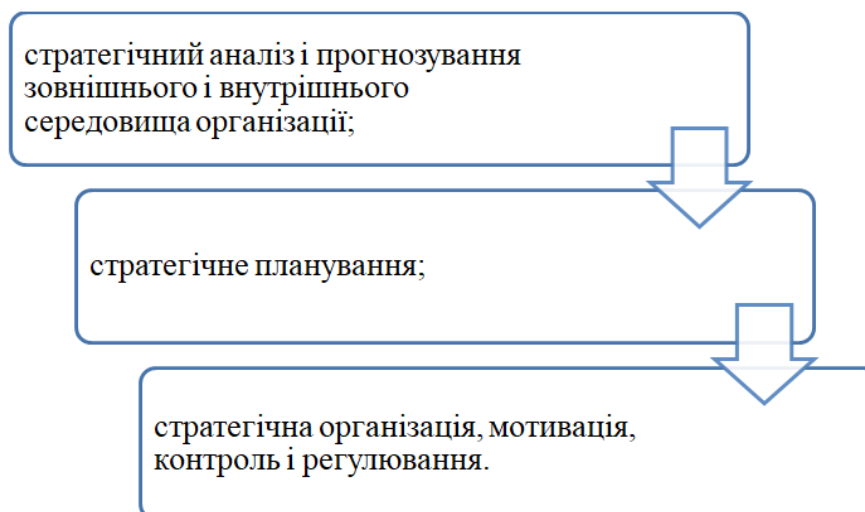 стратегічний аналіз і прогнозування
зовнішнього і внутрішнього
середовища організації;
стратегічне планування;
стратегічна організація, мотивація,
контроль і регулювання.